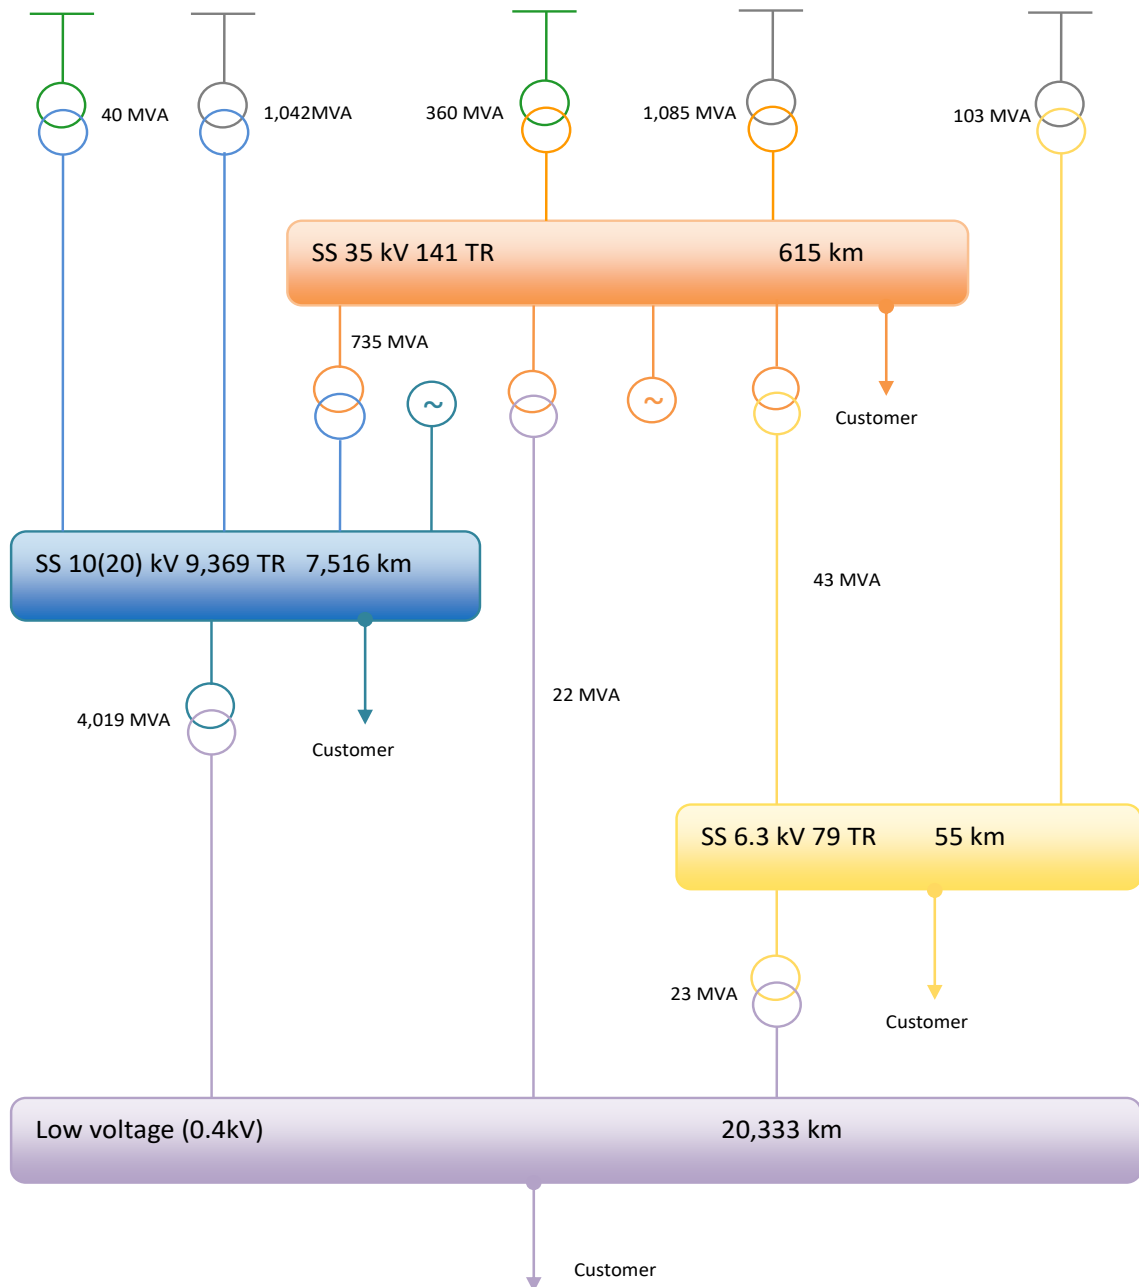 40 MVA
1,042MVA
360 MVA
1,085 MVA
103 MVA
SS 35 kV 141 TR 615 km
735 MVA
~
~
Customer
SS 10(20) kV 9,369 TR 7,516 km
43 MVA
22 MVA
4,019 MVA
Customer
SS 6.3 kV 79 TR 55 km
23 MVA
Customer
Low voltage (0.4kV) 20,333 km
Customer